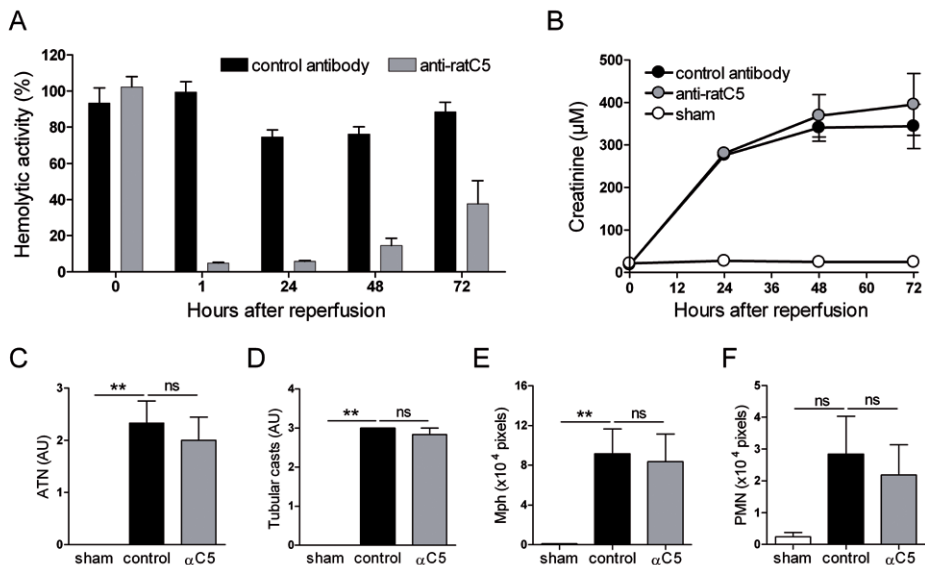 A
control antibody
anti-ratC5
Hemolytic activity (%)
120
100
80
60
40
20
0
0 1 24 48 72
Hours after reperfusion
B
control antibody
anti-ratC5
sham
Creatinine (μM)
400
300
200
0
0 12 24 36 48 60 72
Hours after reperfusion
C
** ns
ATN (AU)
3
2
1
0
sham control αC5
D
** ns
Tubular casts (AU)
3
2
1
0
sham control αC5
E
** ns
Mph (x10⁴ pixels)
16
12
8
4
0
sham control αC5
F
ns ns
PMN (x10⁴ pixels)
5
4
3
2
1
0
sham control αC5